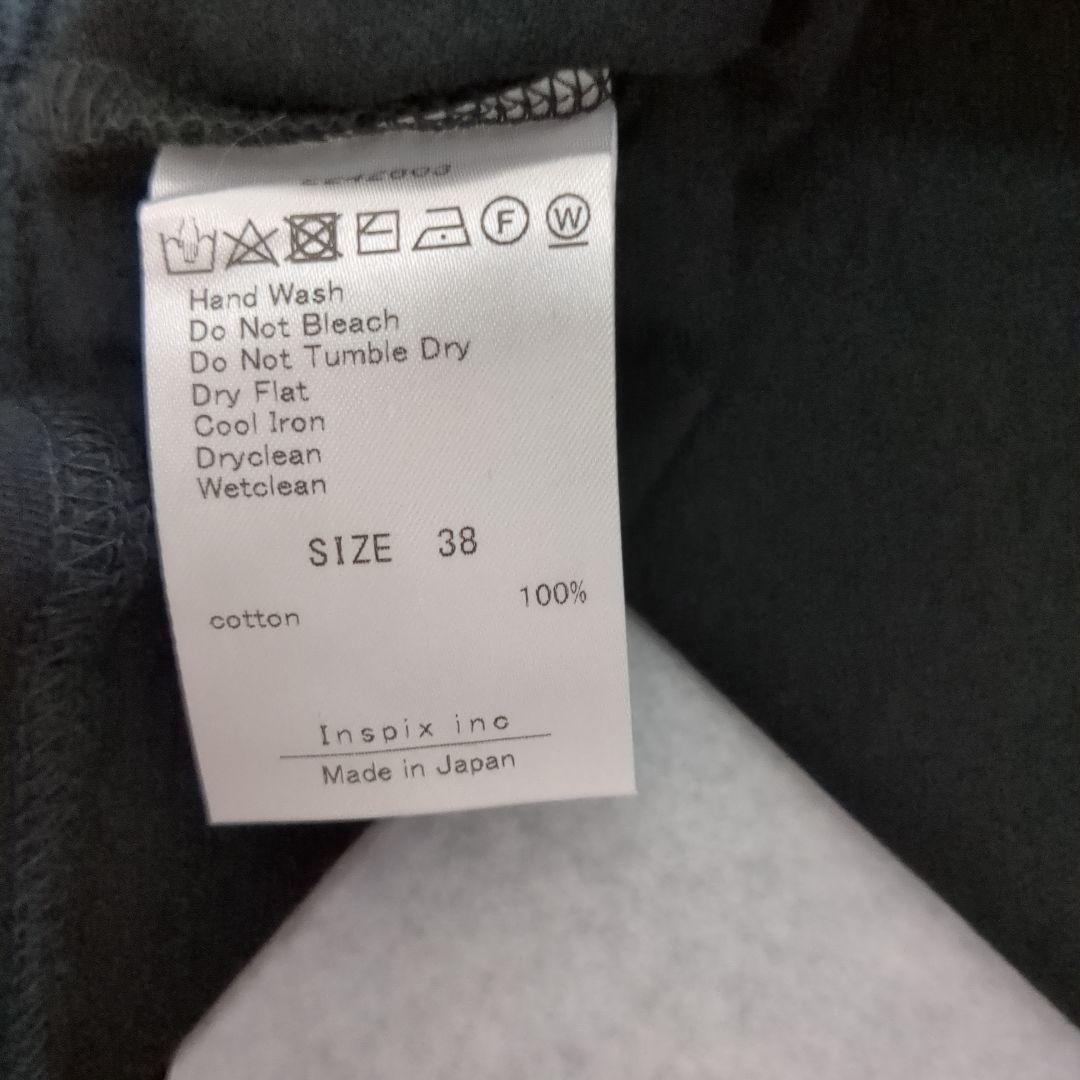 F W
Hand Wash
Do Not Bleach
Do Not Tumble Dry
Dry Flat
Cool Iron
Dryclean
Wetclean
SIZE 38
100%
cotton
Inspix inc
Made in Japan